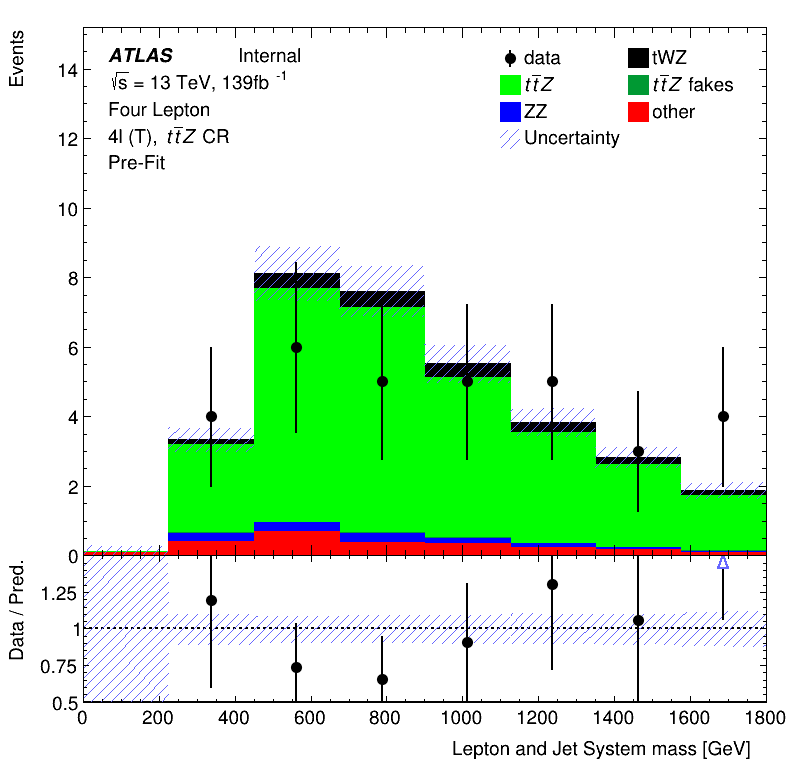 Events
ATLAS Internal
√s = 13 TeV, 139fb⁻¹
Four Lepton
4l (T), tt̅Z CR
Pre-Fit
data tWZ
tt̅Z tt̅Z fakes
ZZ other
Uncertainty
14
12
10
8
6
4
2
0
Data / Pred.
1.25
1
0.75
0.5
0 200 400 600 800 1000 1200 1400 1600 1800
Lepton and Jet System mass [GeV]